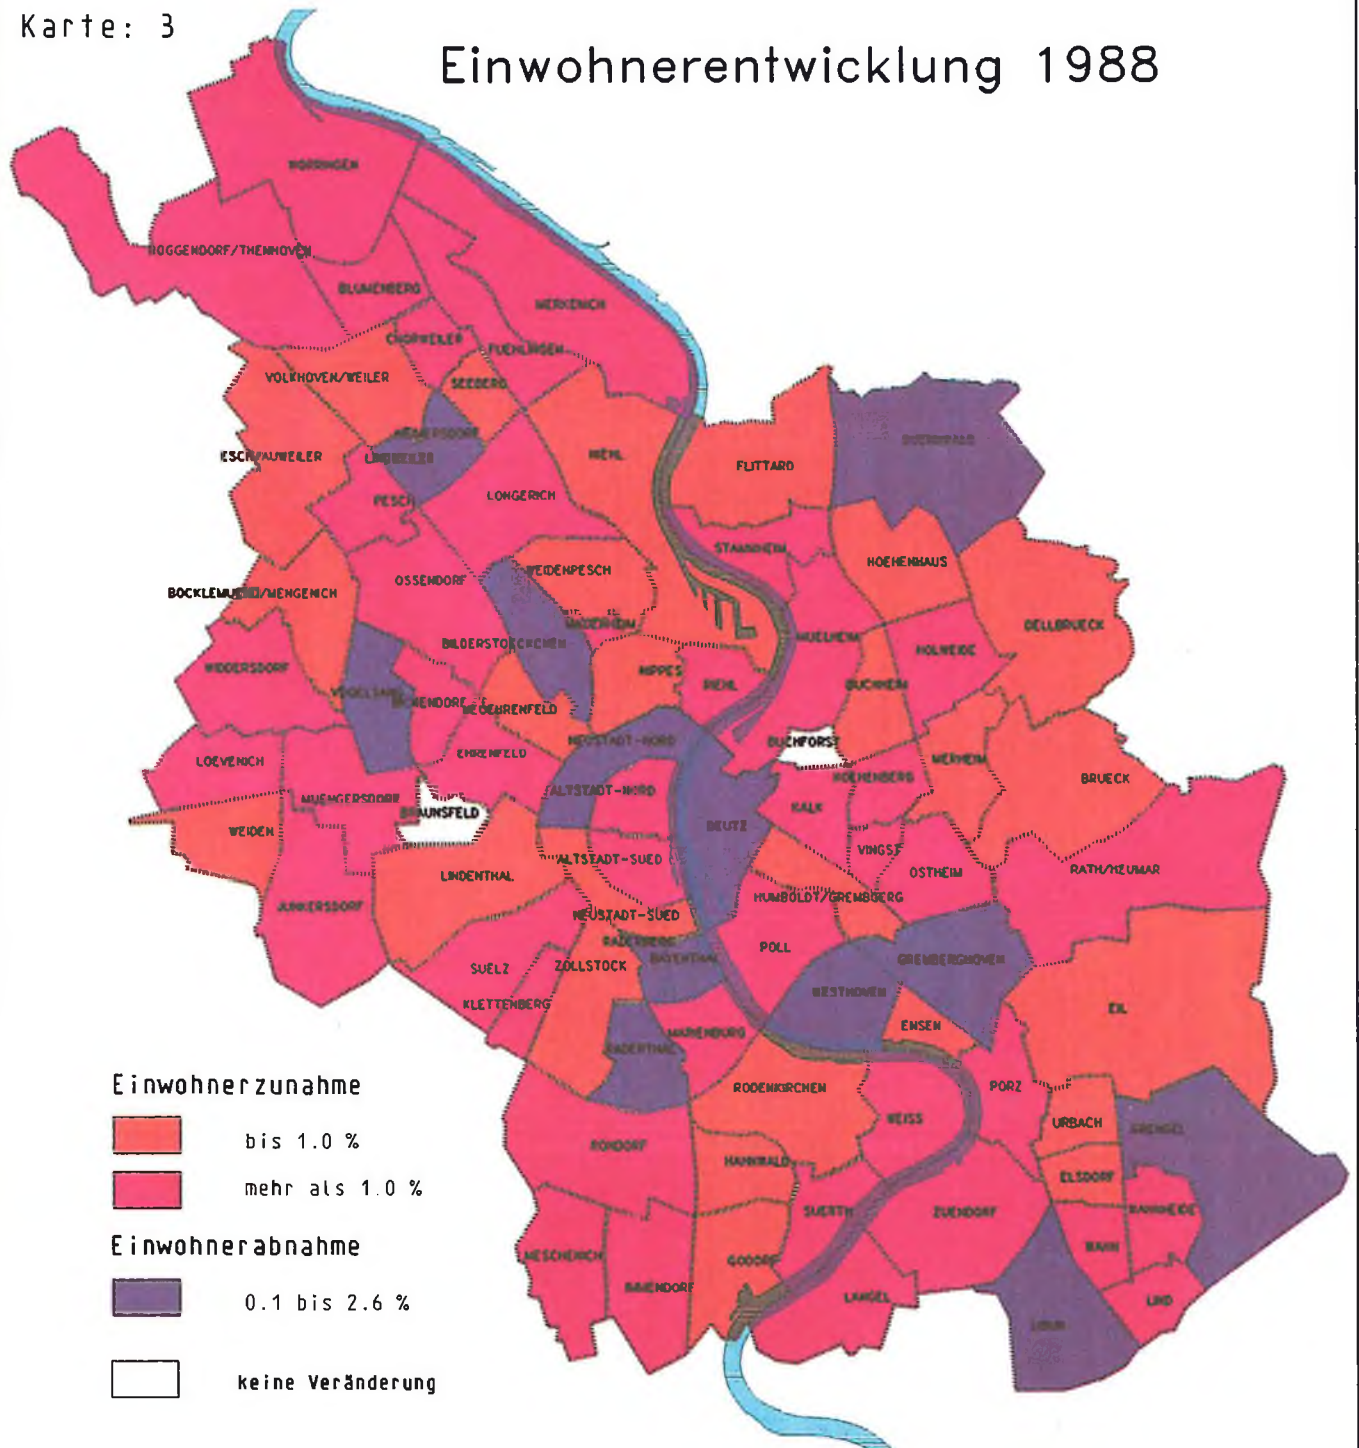 Karte: 3
Einwohnerentwicklung 1988
WORRINGEN
ROGGENDORF/THENHOVEN
BLUMENBERG
MERKENICH
CHORWEILER
FUEHLINGEN
VOLKHOVEN/WEILER
SEEBERG
HEIMERSDORF
ESCH/AUWEILER
LINDWEILER
NIEHL
FLITTARD
DUENNWALD
PESCH
LONGERICH
STAMMHEIM
HOEHENHAUS
WEIDENPESCH
OSSENDORF
BOCKLEMUEND/MENGENICH
MAUENHEIM
DELLBRUECK
MUELHEIM
BILDERSTOECKCHEN
HOLWEIDE
WIDDERSDORF
NIPPES
RIEHL
BUCHHEIM
VOGELSANG
BICKENDORF
NEUEHRENFELD
NEUSTADT-NORD
BUCHFORST
EHRENFELD
LOEVENICH
MERHEIM
HOEHENBERG
BRUECK
ALTSTADT-NORD
MUENGERSDORF
KALK
BRAUNSFELD
DEUTZ
WEIDEN
VINGST
ALTSTADT-SUED
OSTHEIM
RATH/HEUMAR
LINDENTHAL
HUMBOLDT/GREMBGERG
JUNKERSDORF
NEUSTADT-SUED
RADERBERG
POLL
BAYENTHAL
GREMBERGHOVEN
SUELZ
ZOLLSTOCK
WESTHOVEN
KLETTENBERG
EIL
ENSEN
MARIENBURG
RADERTHAL
Einwohnerzunahme
RODENKIRCHEN
PORZ
WEISS
URBACH
GRENGEL
bis 1.0 %
RONDORF
HAHNWALD
ELSDORF
mehr als 1.0 %
SUERTH
ZUENDORF
WAHNHEIDE
Einwohnerabnahme
MESCHENICH
WAHN
GODORF
IMMENDORF
LANGEL
LIND
0.1 bis 2.6 %
LIBUR
keine Veränderung